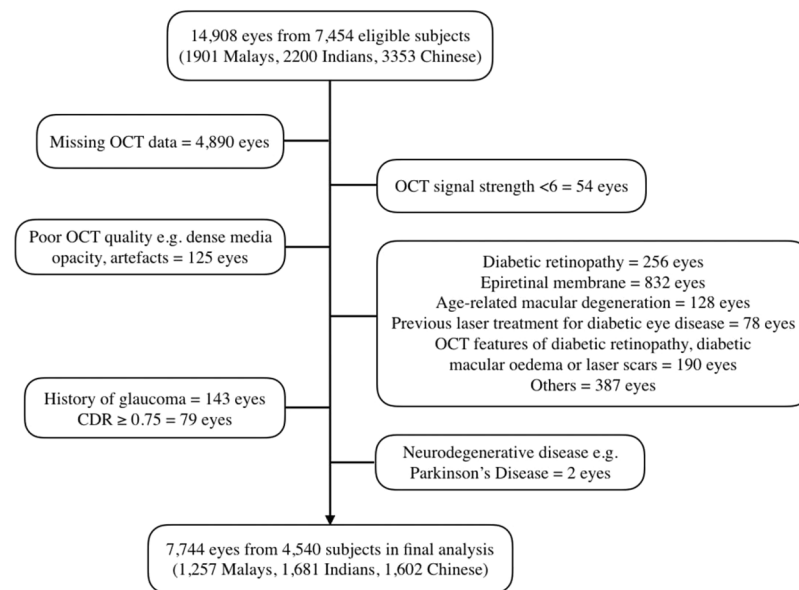 14,908 eyes from 7,454 eligible subjects
(1901 Malays, 2200 Indians, 3353 Chinese)
Missing OCT data = 4,890 eyes
OCT signal strength <6 = 54 eyes
Poor OCT quality e.g. dense media
opacity, artefacts = 125 eyes
Diabetic retinopathy = 256 eyes
Epiretinal membrane = 832 eyes
Age-related macular degeneration = 128 eyes
Previous laser treatment for diabetic eye disease = 78 eyes
OCT features of diabetic retinopathy, diabetic
macular oedema or laser scars = 190 eyes
Others = 387 eyes
History of glaucoma = 143 eyes
CDR ≥ 0.75 = 79 eyes
Neurodegenerative disease e.g.
Parkinson's Disease = 2 eyes
7,744 eyes from 4,540 subjects in final analysis
(1,257 Malays, 1,681 Indians, 1,602 Chinese)